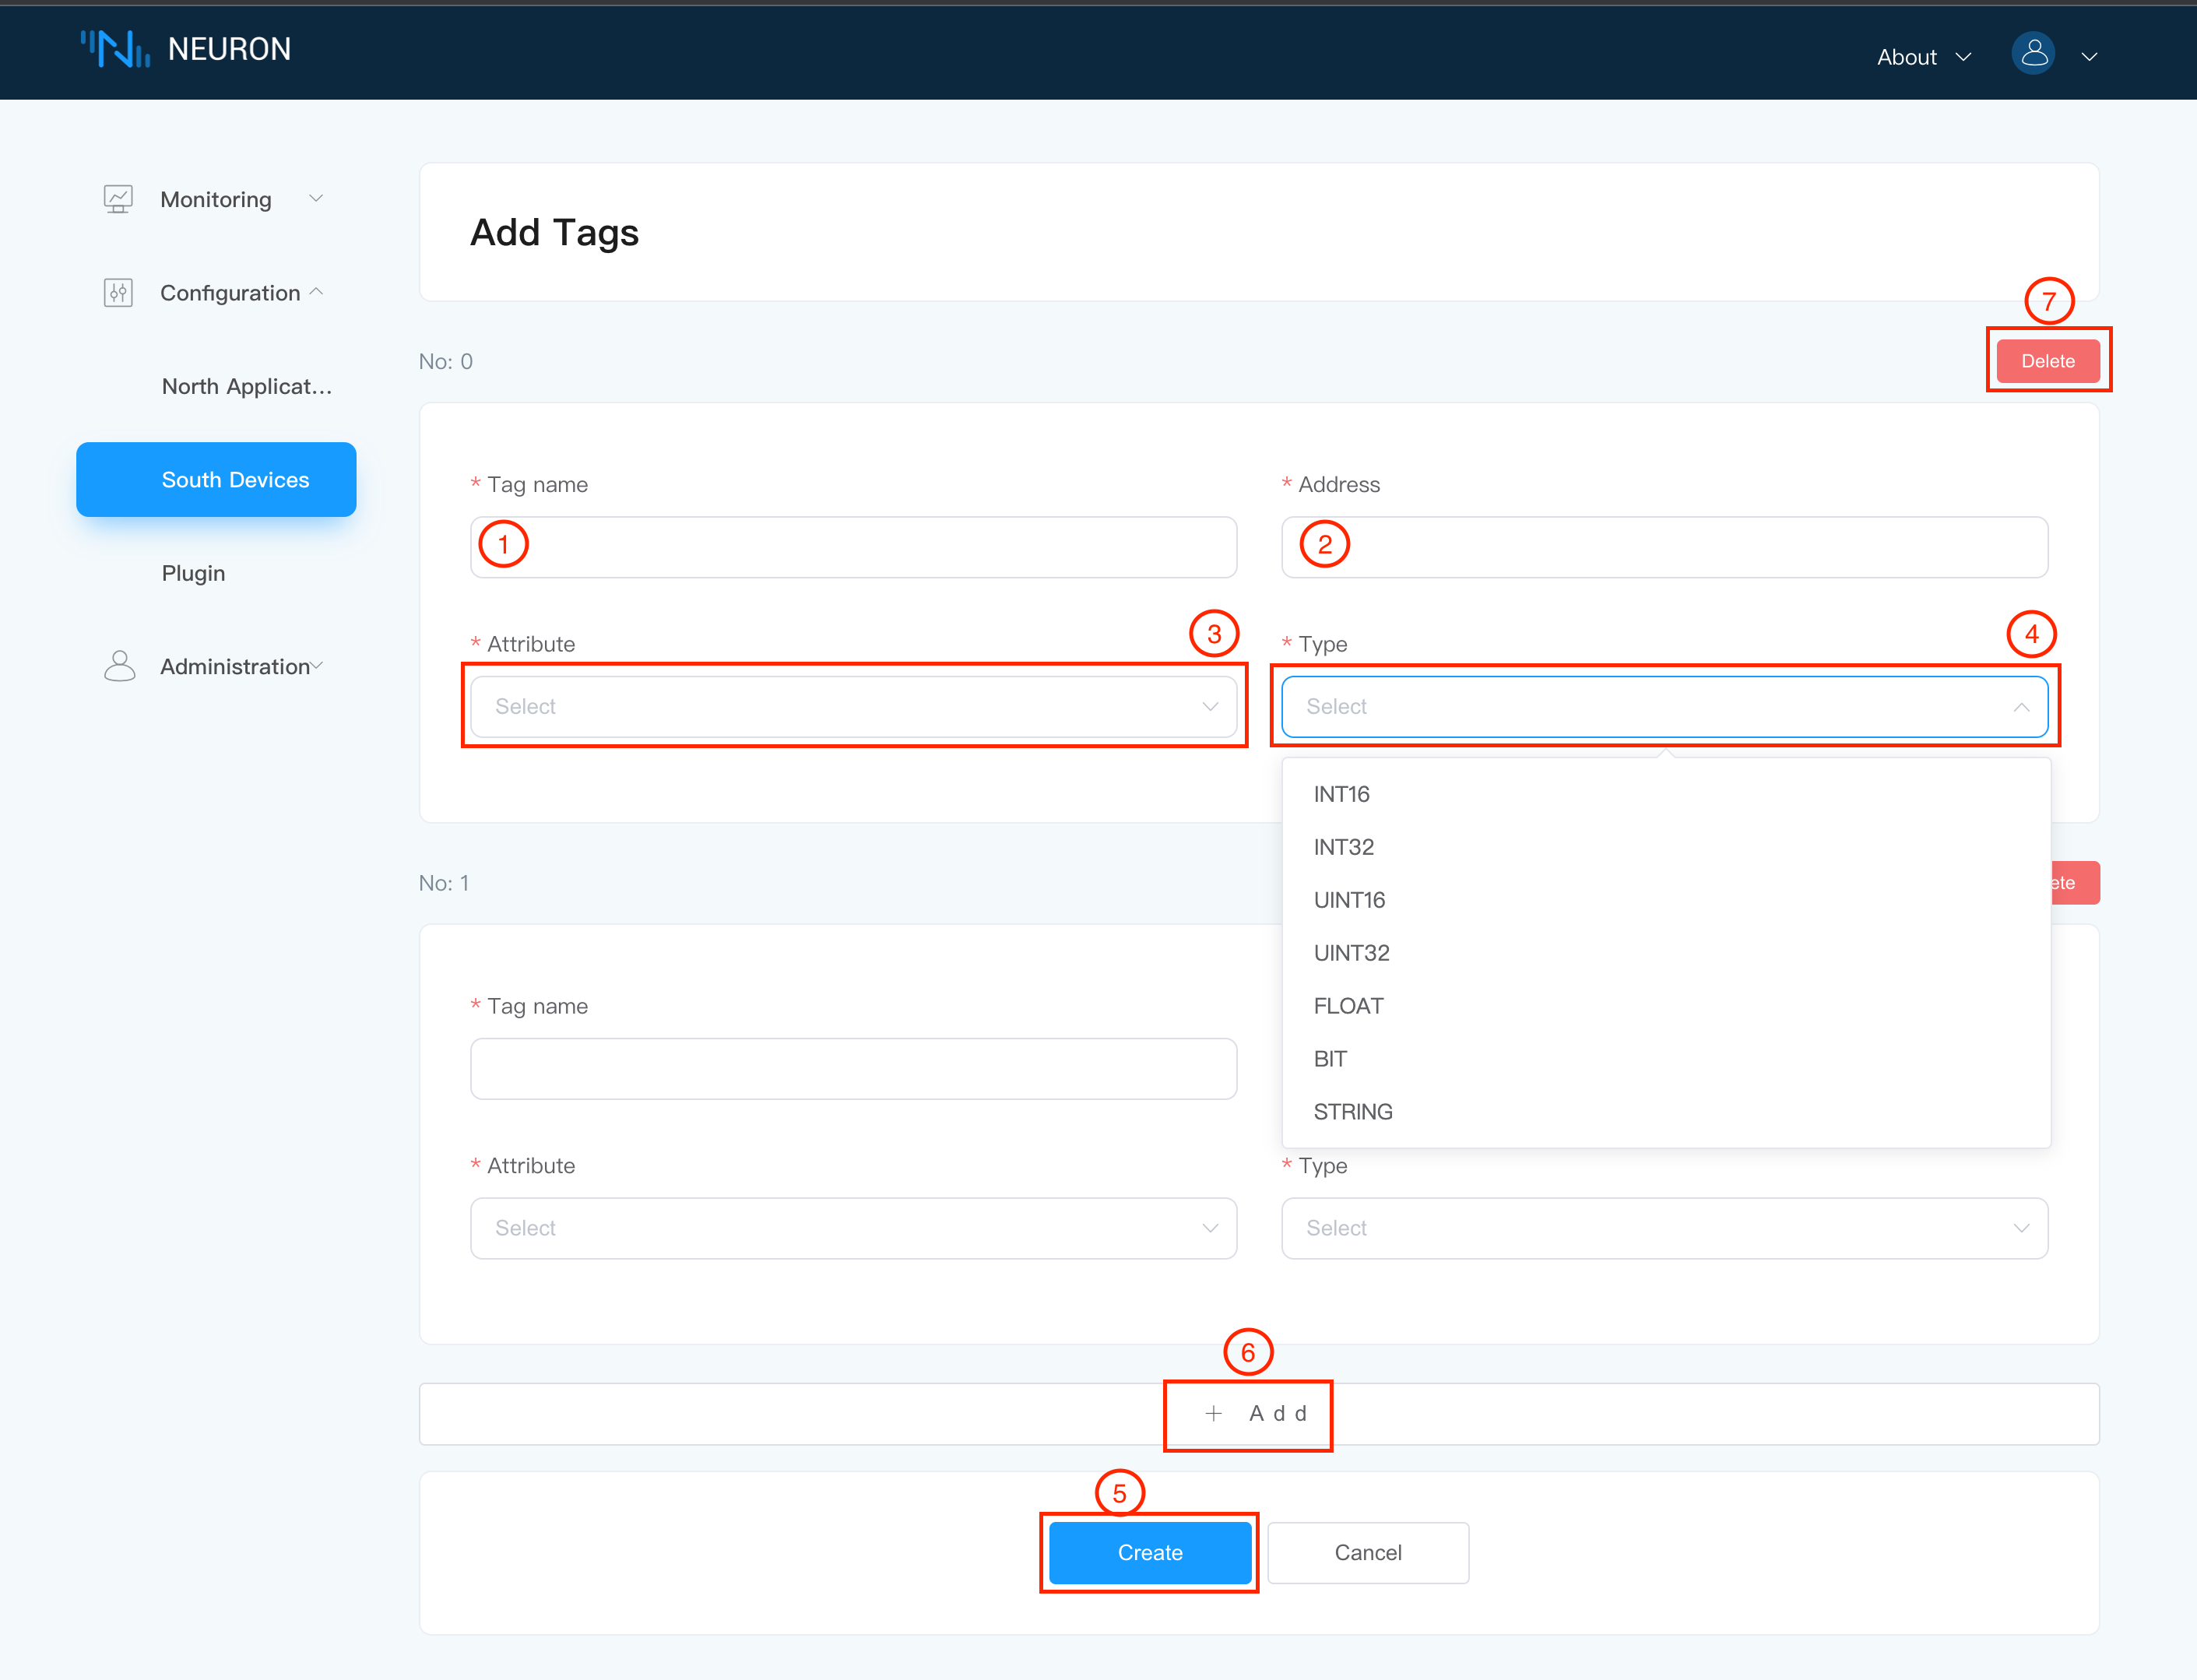 NEURON
About
Monitoring
Configuration
North Applicat...
South Devices
Plugin
Administration
Add Tags
7
No: 0
Delete
* Tag name
* Address
1
2
* Attribute
3
* Type
4
Select
Select
INT16
INT32
UINT16
UINT32
FLOAT
BIT
STRING
No: 1
ete
* Tag name
* Attribute
* Type
Select
Select
6
+ Add
5
Create
Cancel